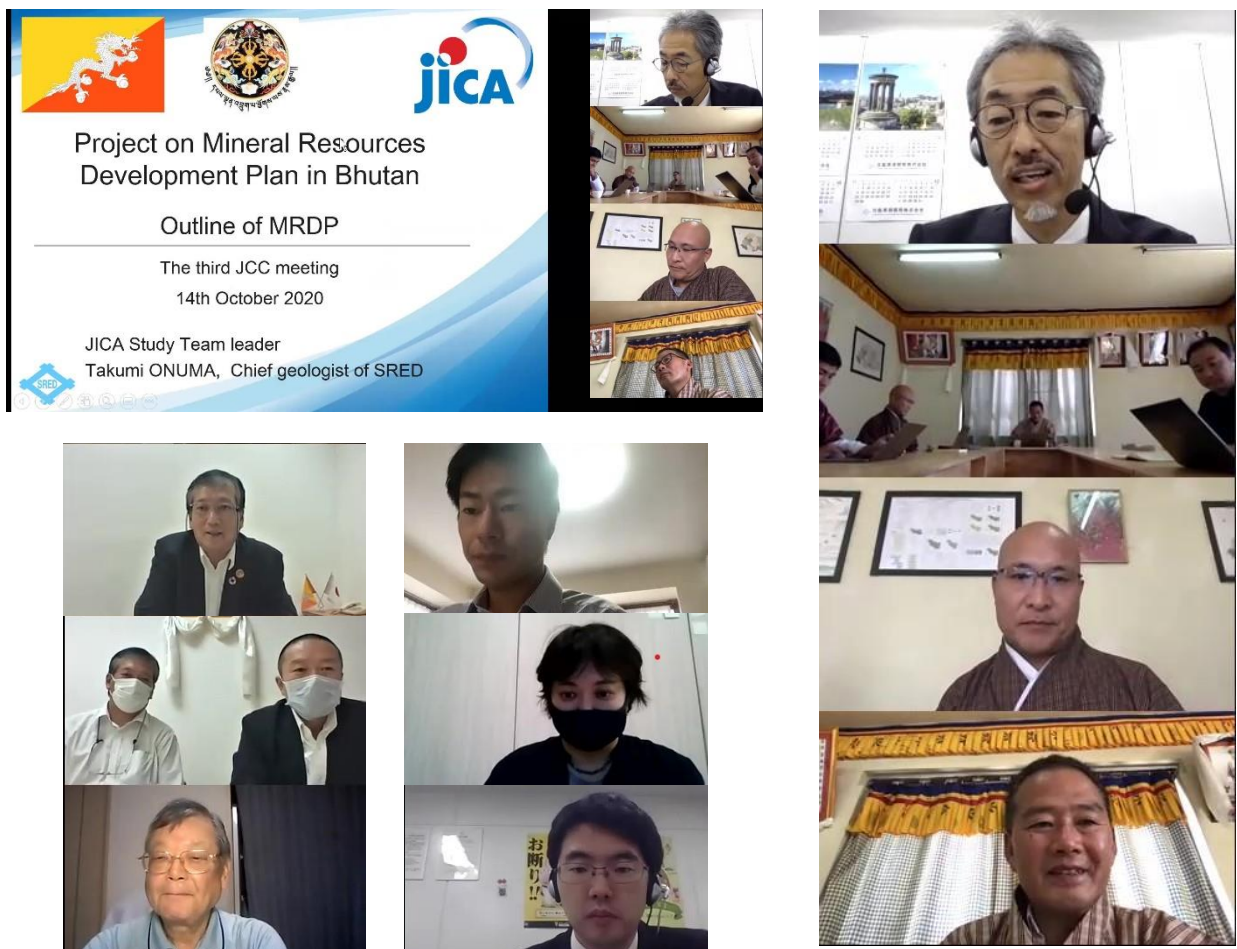 JICA
Project on Mineral Resources
Development Plan in Bhutan
Outline of MRDP
The third JCC meeting
14th October 2020
JICA Study Team leader
Takumi ONUMA, Chief geologist of SRED
SRED
お断り!!